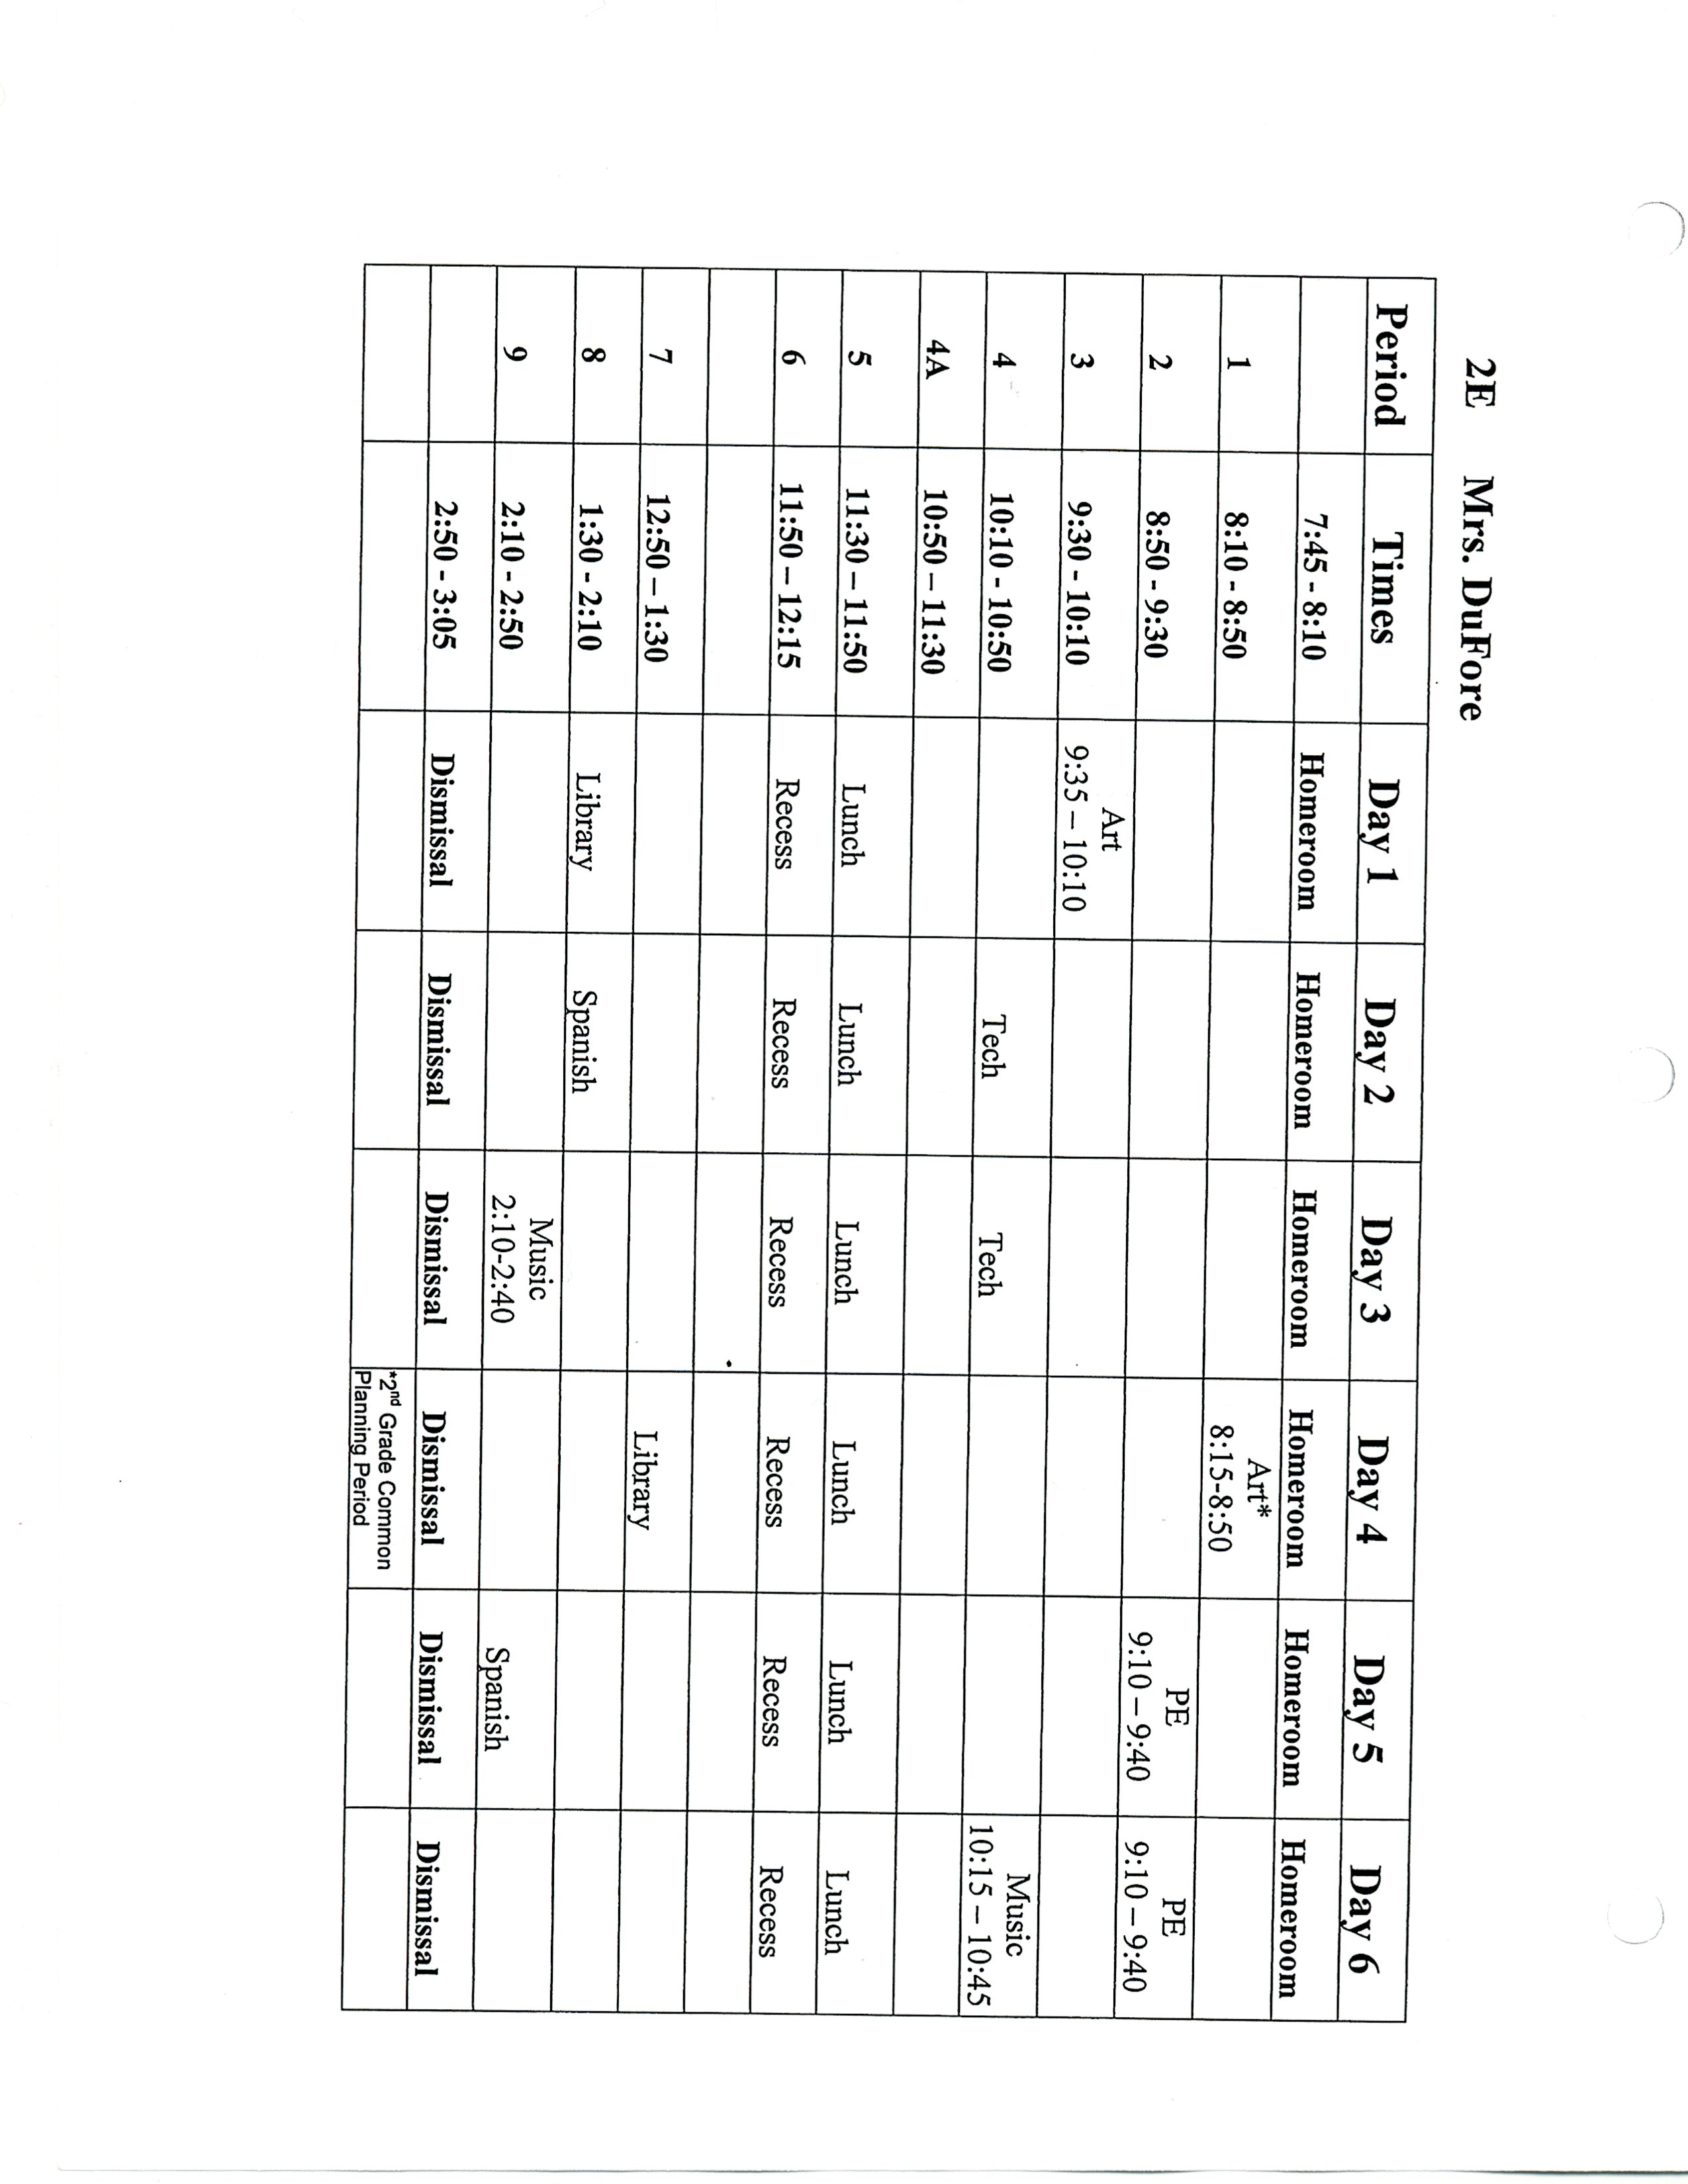 2E Mrs. DuFore
Period Times Day 1 Day 2 Day 3 Day 4 Day 5 Day 6
7:45 - 8:10 Homeroom Homeroom Homeroom Homeroom Homeroom Homeroom
1 8:10 - 8:50 Art*
8:15-8:50
2 8:50 - 9:30 PE PE
9:10 – 9:40 9:10 – 9:40
3 9:30 - 10:10 Art
9:35 – 10:10
4 10:10 - 10:50 Tech Tech Music
10:15 – 10:45
4A 10:50 – 11:30
5 11:30 – 11:50 Lunch Lunch Lunch Lunch Lunch Lunch
6 11:50 – 12:15 Recess Recess Recess Recess Recess Recess
7 12:50 – 1:30 Library
8 1:30 - 2:10 Library Spanish
9 2:10 - 2:50 Music Spanish
2:10-2:40
2:50 - 3:05 Dismissal Dismissal Dismissal Dismissal Dismissal Dismissal
*2nd Grade Common
Planning Period